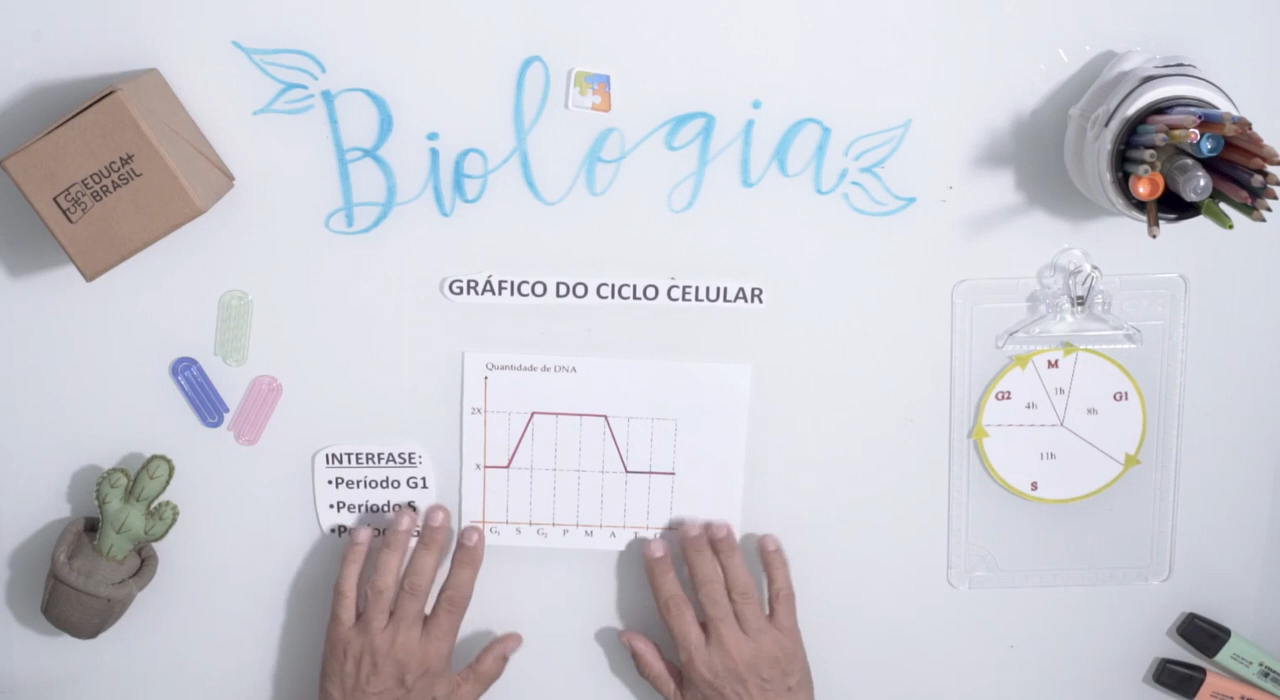 Biologia
EDUCA+
BRASIL
GRÁFICO DO CICLO CELULAR
Quantidade de DNA
2X
X
G₁ S G₂ P M A T
INTERFASE:
•Período G1
•Período S
M
1h
G2
4h
G1
8h
11h
S